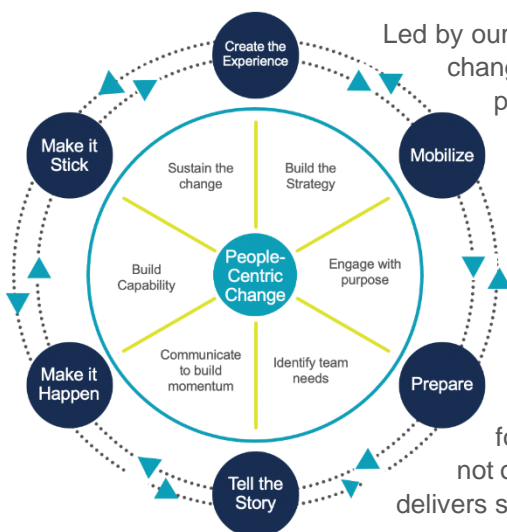 Create the
Experience
Mobilize
Prepare
Tell the
Story
Make it
Happen
Make it
Stick
Build the
Strategy
Engage with
purpose
Identify team
needs
Communicate
to build
momentum
Build
Capability
Sustain the
change
People-
Centric
Change
Led by our
not
delivers